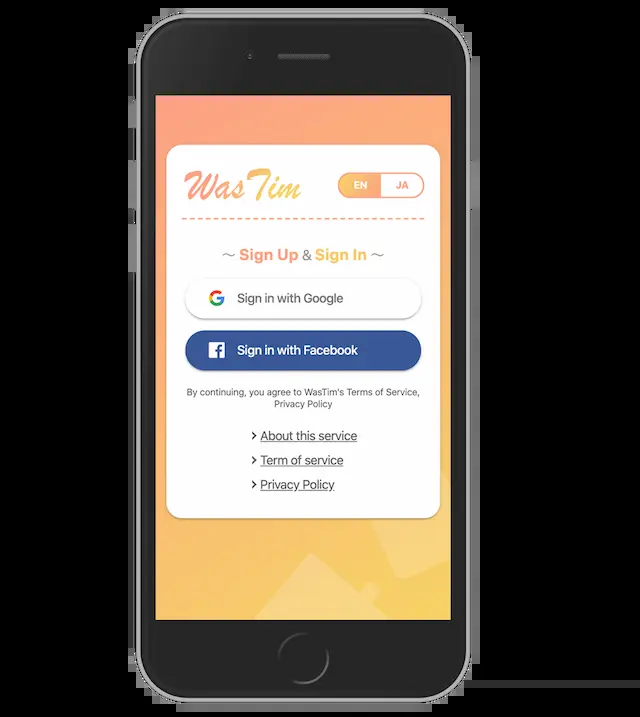 WasTim
EN JA
～ Sign Up & Sign In ～
Sign in with Google
Sign in with Facebook
By continuing, you agree to WasTim's Terms of Service,
Privacy Policy
About this service
Term of service
Privacy Policy